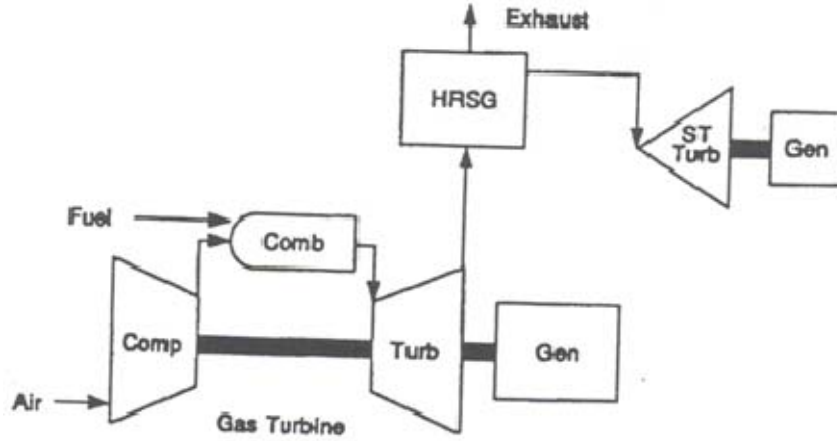 Exhaust
HRSG
ST
Turb
Gen
Fuel
Comb
Comp
Turb
Gen
Air
Gas Turbine